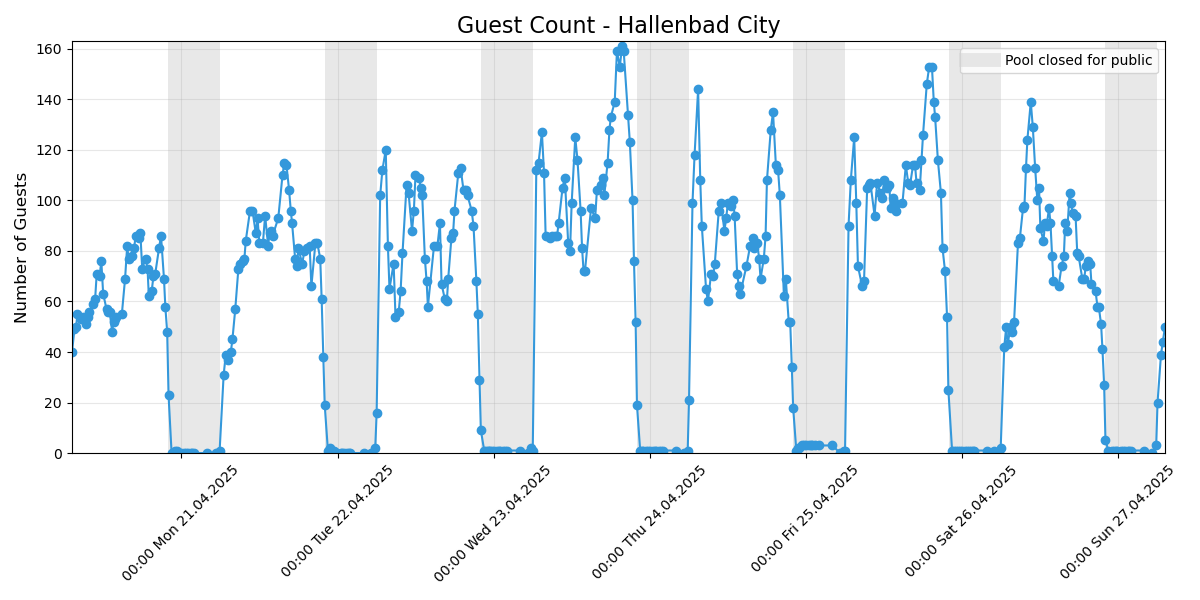 Guest Count - Hallenbad City
Pool closed for public
Number of Guests
160
140
120
100
80
60
40
20
0
00:00 Mon 21.04.2025
00:00 Tue 22.04.2025
00:00 Wed 23.04.2025
00:00 Thu 24.04.2025
00:00 Fri 25.04.2025
00:00 Sat 26.04.2025
00:00 Sun 27.04.2025